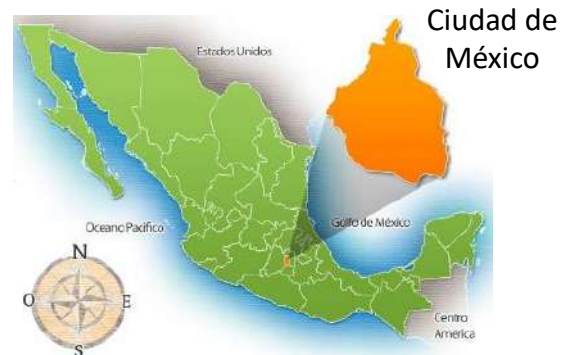 Ciudad de
México
Estados Unidos
Oceano Pacifico
Golfo de México
N
O
E
S
Centro
America